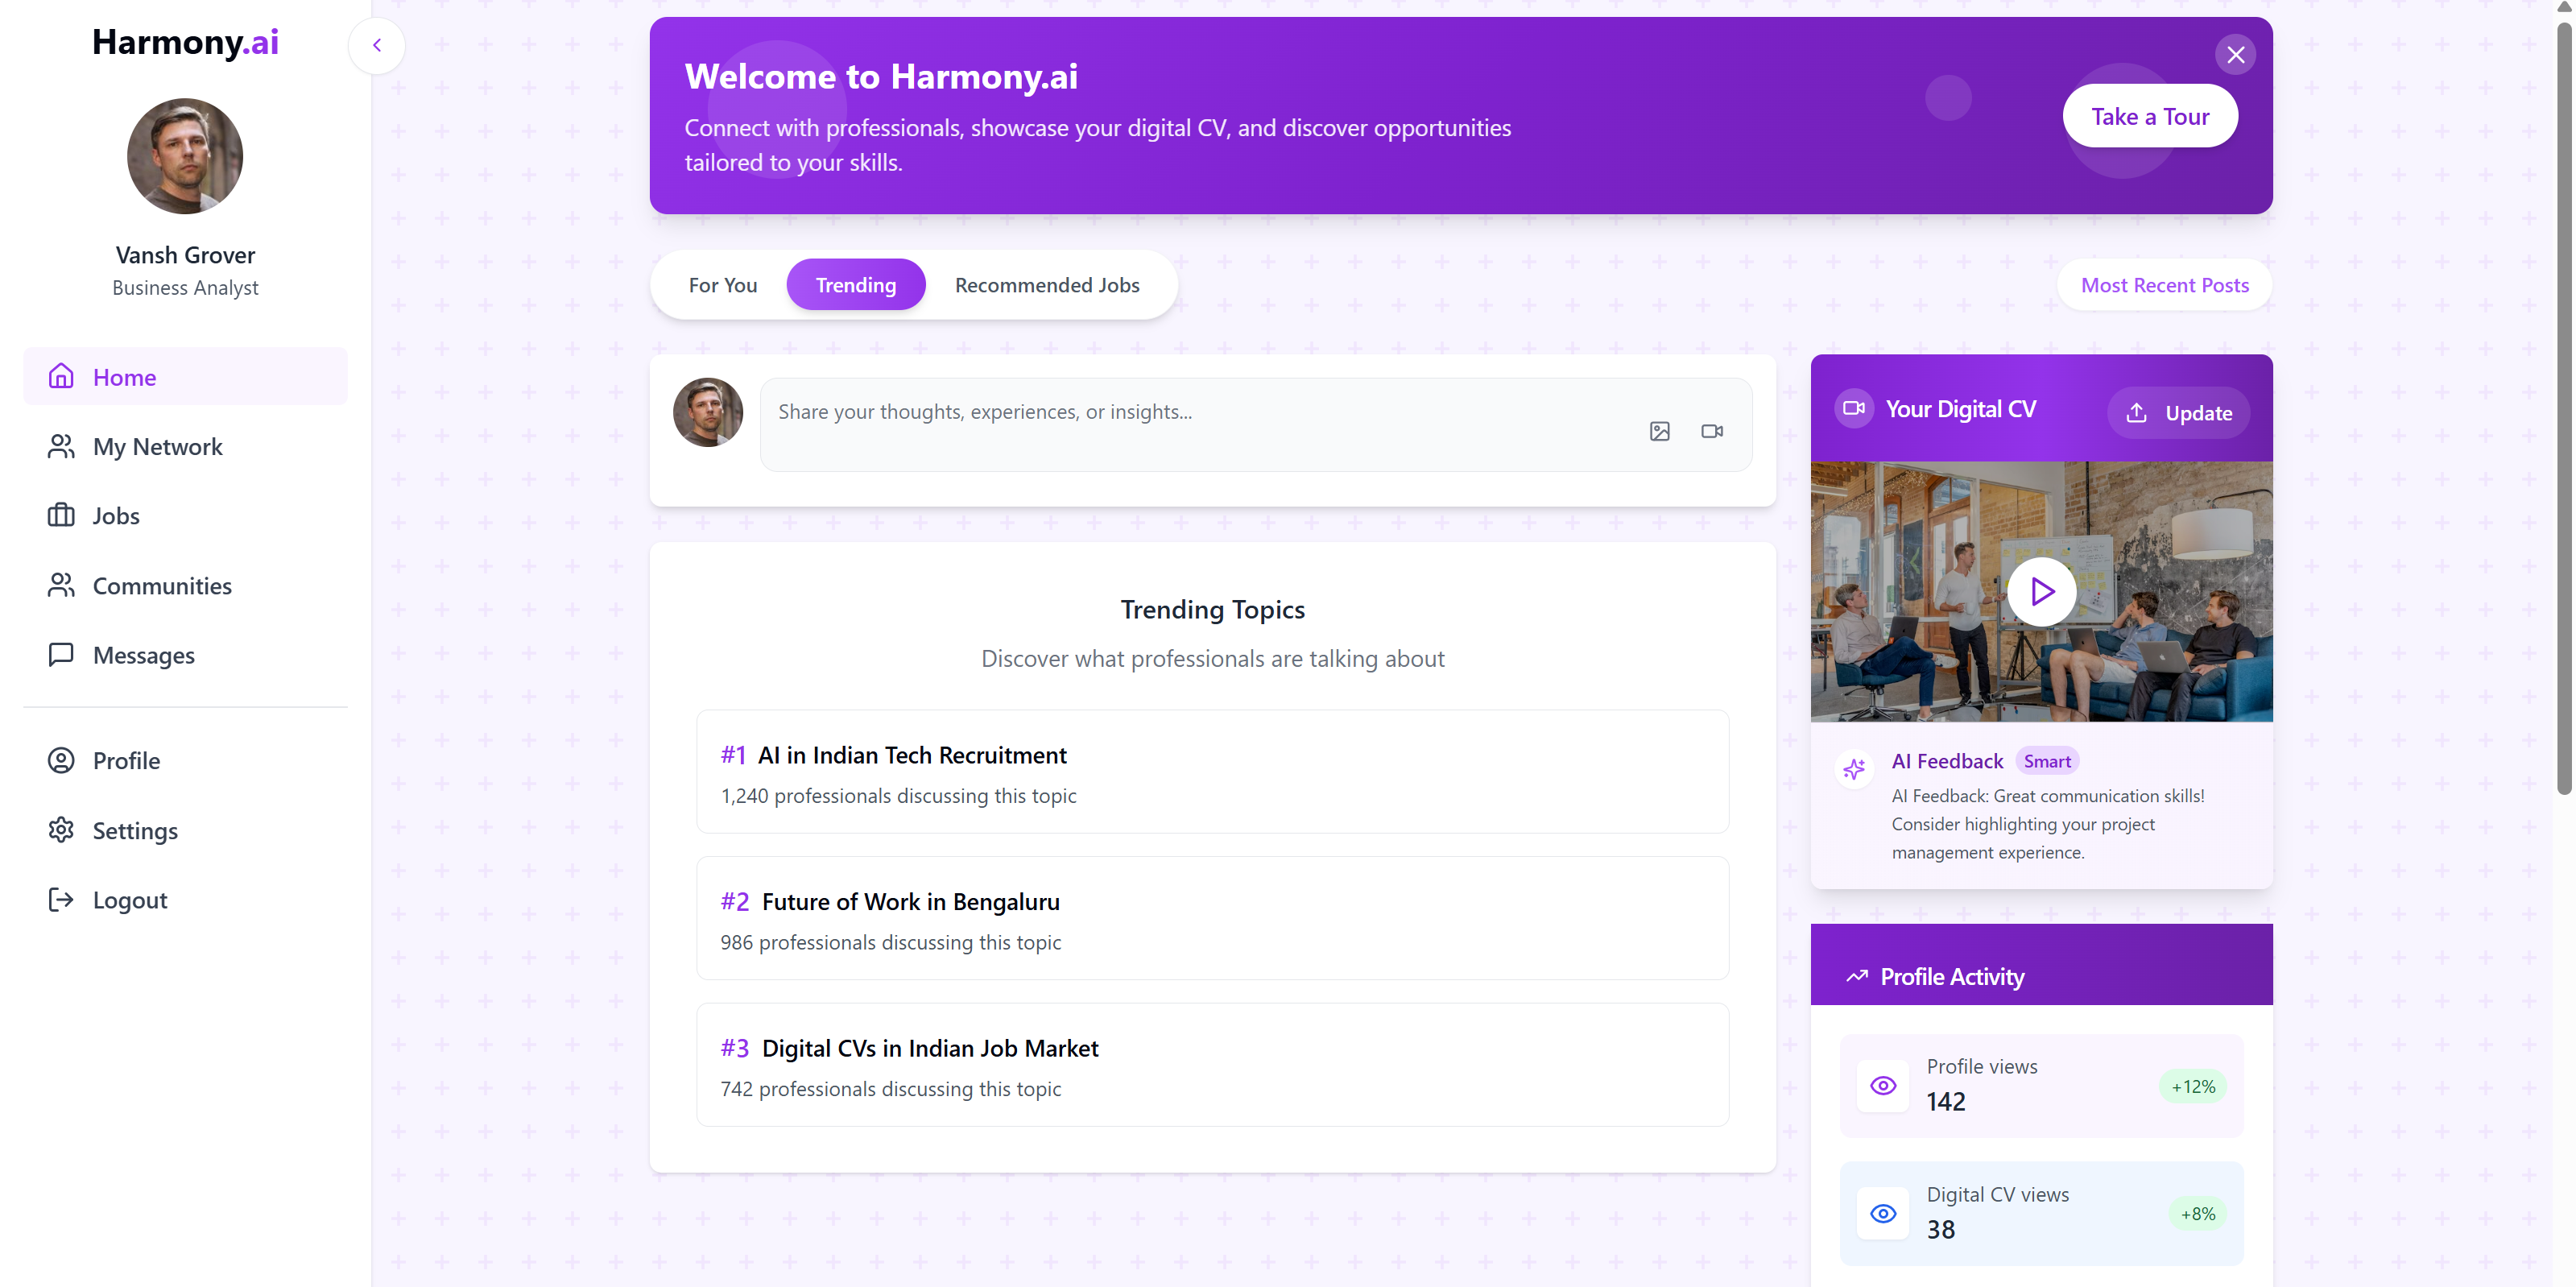 Harmony.ai
Vansh Grover
Business Analyst
Home
My Network
Jobs
Communities
Messages
Profile
Settings
Logout
Welcome to Harmony.ai
Connect with professionals, showcase your digital CV, and discover opportunities
tailored to your skills.
Take a Tour
For You
Trending
Recommended Jobs
Most Recent Posts
Share your thoughts, experiences, or insights...
Trending Topics
Discover what professionals are talking about
#1 AI in Indian Tech Recruitment
1,240 professionals discussing this topic
#2 Future of Work in Bengaluru
986 professionals discussing this topic
#3 Digital CVs in Indian Job Market
742 professionals discussing this topic
Your Digital CV
Update
AI Feedback Smart
AI Feedback: Great communication skills!
Consider highlighting your project
management experience.
Profile Activity
Profile views
142
+12%
Digital CV views
38
+8%